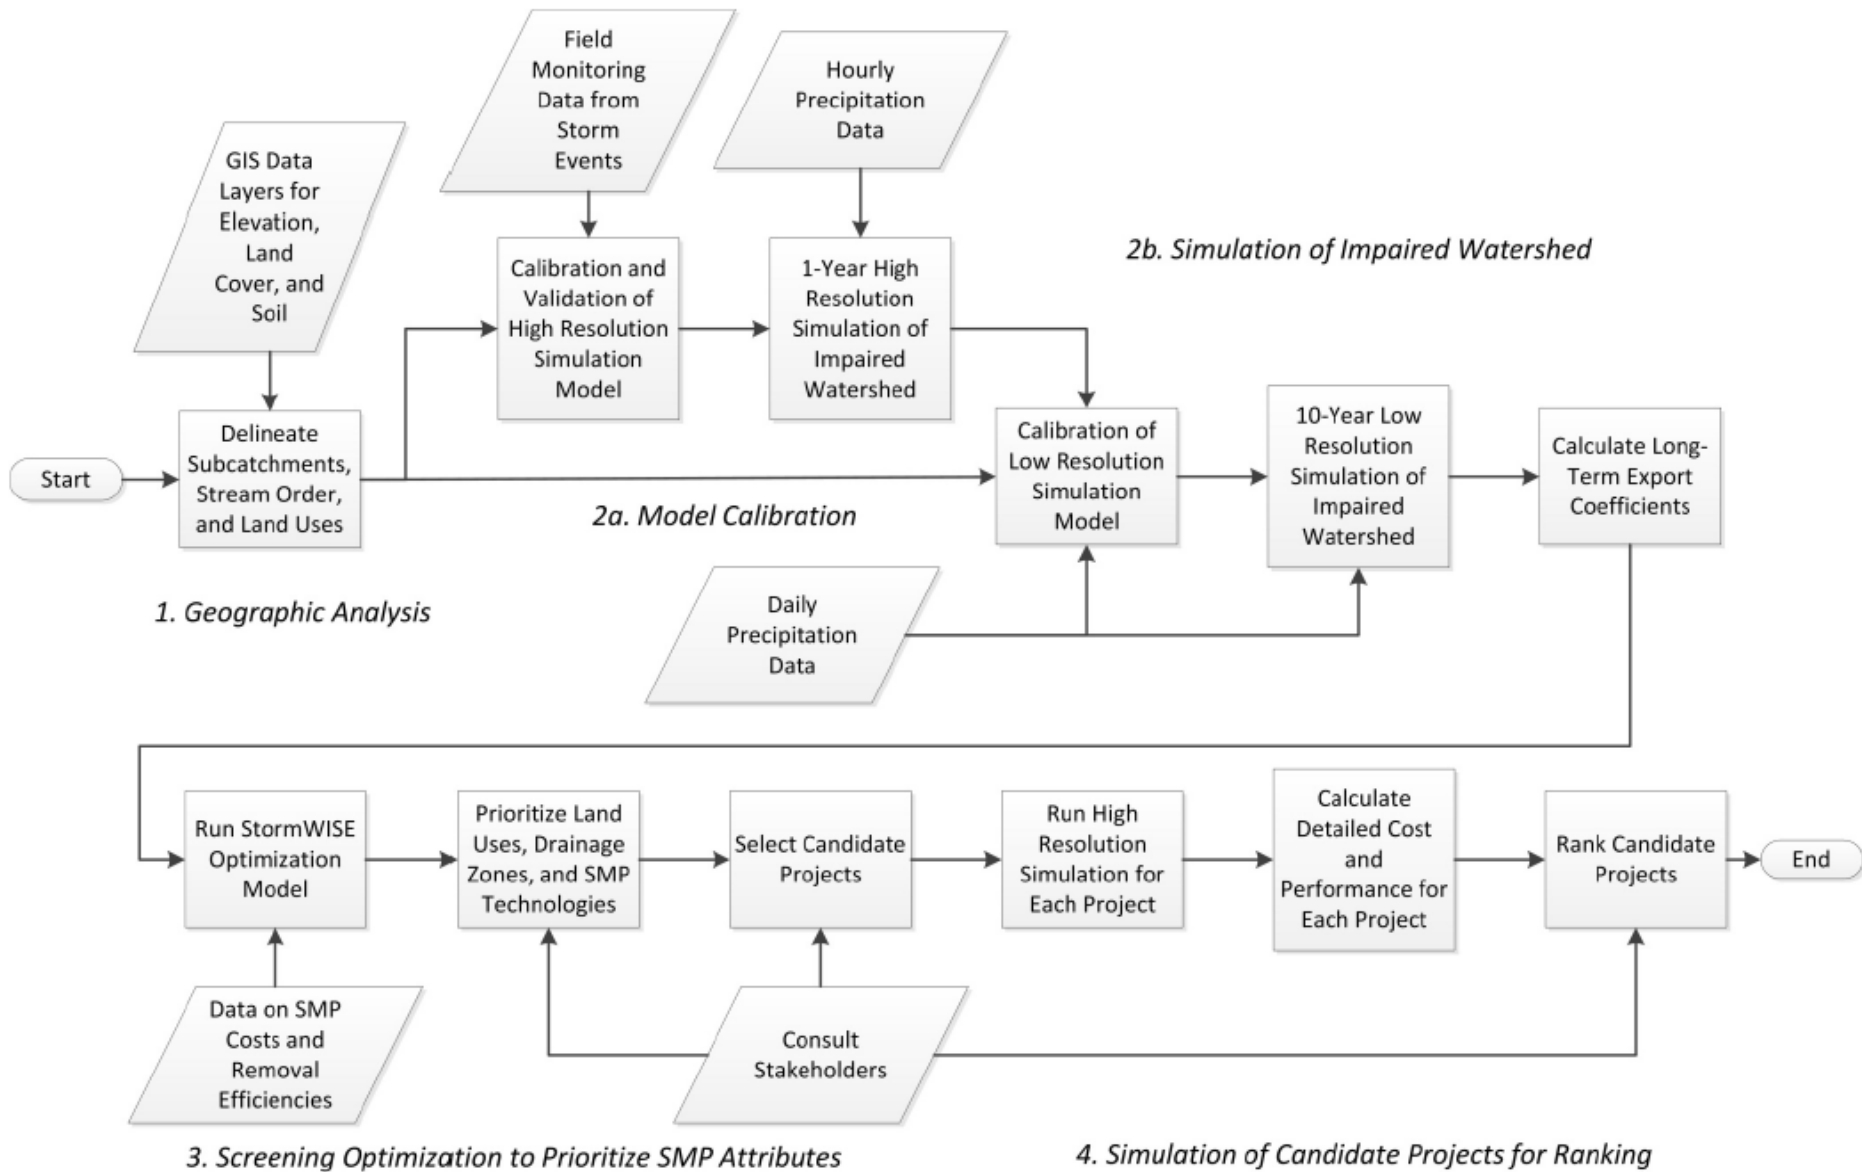 Field
Monitoring
Data from
Storm
Events
Hourly
Precipitation
Data
GIS Data
Layers for
Elevation,
Land
Cover, and
Soil
2b. Simulation of Impaired Watershed
Calibration and
Validation of
High Resolution
Simulation
Model
1-Year High
Resolution
Simulation of
Impaired
Watershed
Start
Delineate
Subcatchments,
Stream Order,
and Land Uses
2a. Model Calibration
Calibration of
Low Resolution
Simulation
Model
10-Year Low
Resolution
Simulation of
Impaired
Watershed
Calculate Long-
Term Export
Coefficients
1. Geographic Analysis
Daily
Precipitation
Data
Run StormWISE
Optimization
Model
Prioritize Land
Uses, Drainage
Zones, and SMP
Technologies
Select Candidate
Projects
Run High
Resolution
Simulation for
Each Project
Calculate
Detailed Cost
and
Performance for
Each Project
Rank Candidate
Projects
End
Data on SMP
Costs and
Removal
Efficiencies
Consult
Stakeholders
3. Screening Optimization to Prioritize SMP Attributes
4. Simulation of Candidate Projects for Ranking